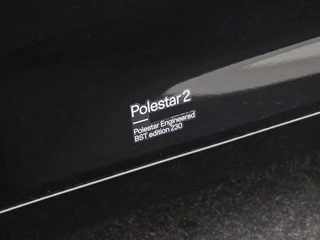 Polestar 2
Polestar Engineered
BST edition 230